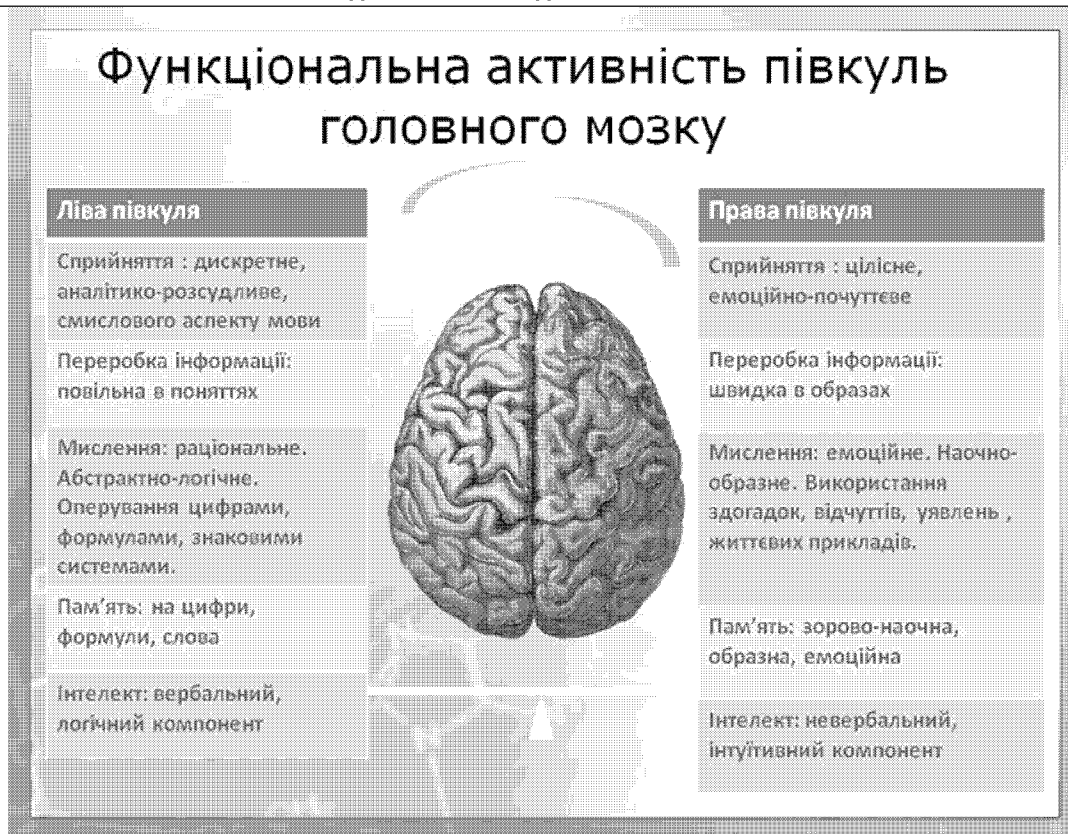 Функціональна активність півкуль
головного мозку
Ліва півкуля
Сприйняття : дискретне,
аналітико-розсудливе,
смислового аспекту мови
Переробка інформації:
повільна в поняттях
Мислення: раціональне.
Абстрактно-логічне.
Оперування цифрами,
формулами, знаковими
системами.
Пам’ять: на цифри,
формули, слова
Інтелект: вербальний,
логічний компонент
Права півкуля
Сприйняття : цілісне,
емоційно-почуттєве
Переробка інформації:
швидка в образах
Мислення: емоційне. Наочно-
образне. Використання
здогадок, відчуттів, уявлень ,
життєвих прикладів.
Пам’ять: зорово-наочна,
образна, емоційна
Інтелект: невербальний,
інтуїтивний компонент